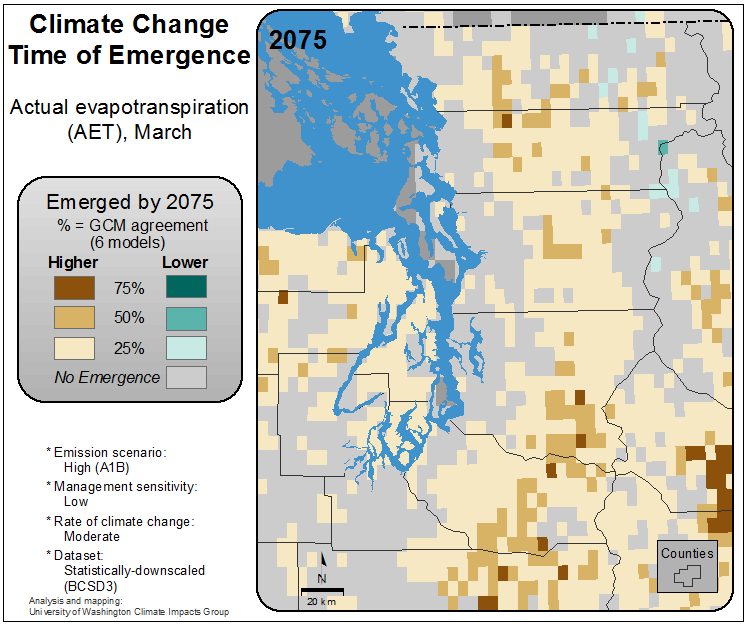 Climate Change
Time of Emergence
Actual evapotranspiration
(AET), March
Emerged by 2075
% = GCM agreement
(6 models)
Higher Lower
75%
50%
25%
No Emergence
* Emission scenario:
High (A1B)
* Management sensitivity:
Low
* Rate of climate change:
Moderate
* Dataset:
Statistically-downscaled
(BCSD3)
Analysis and mapping:
University of Washington Climate Impacts Group
2075
N
20 km
Counties